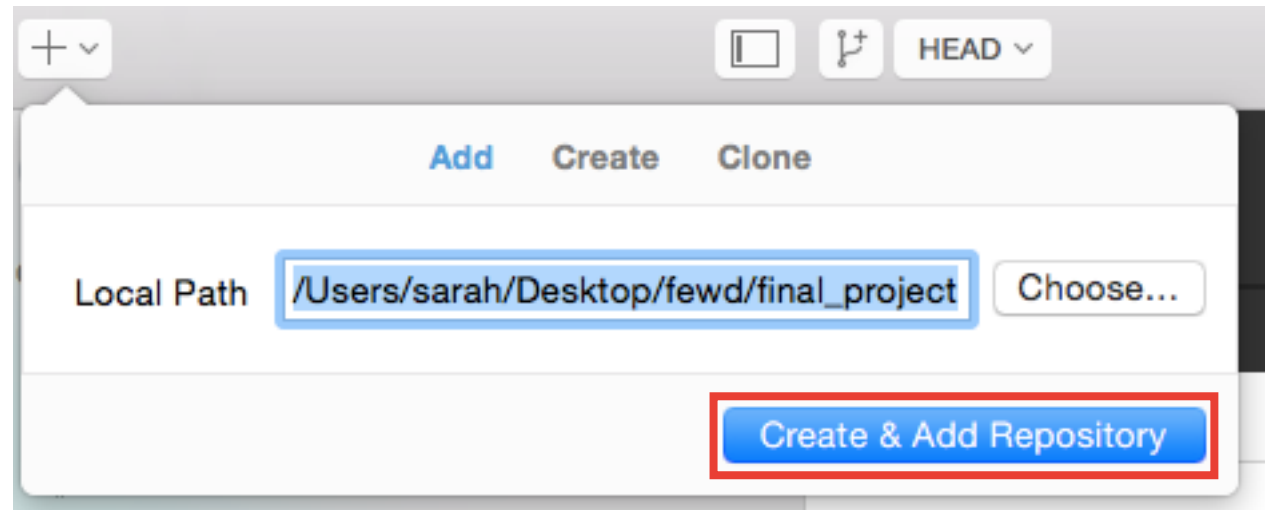 HEAD
Add Create Clone
Local Path /Users/sarah/Desktop/fewd/final_project Choose...
Create & Add Repository